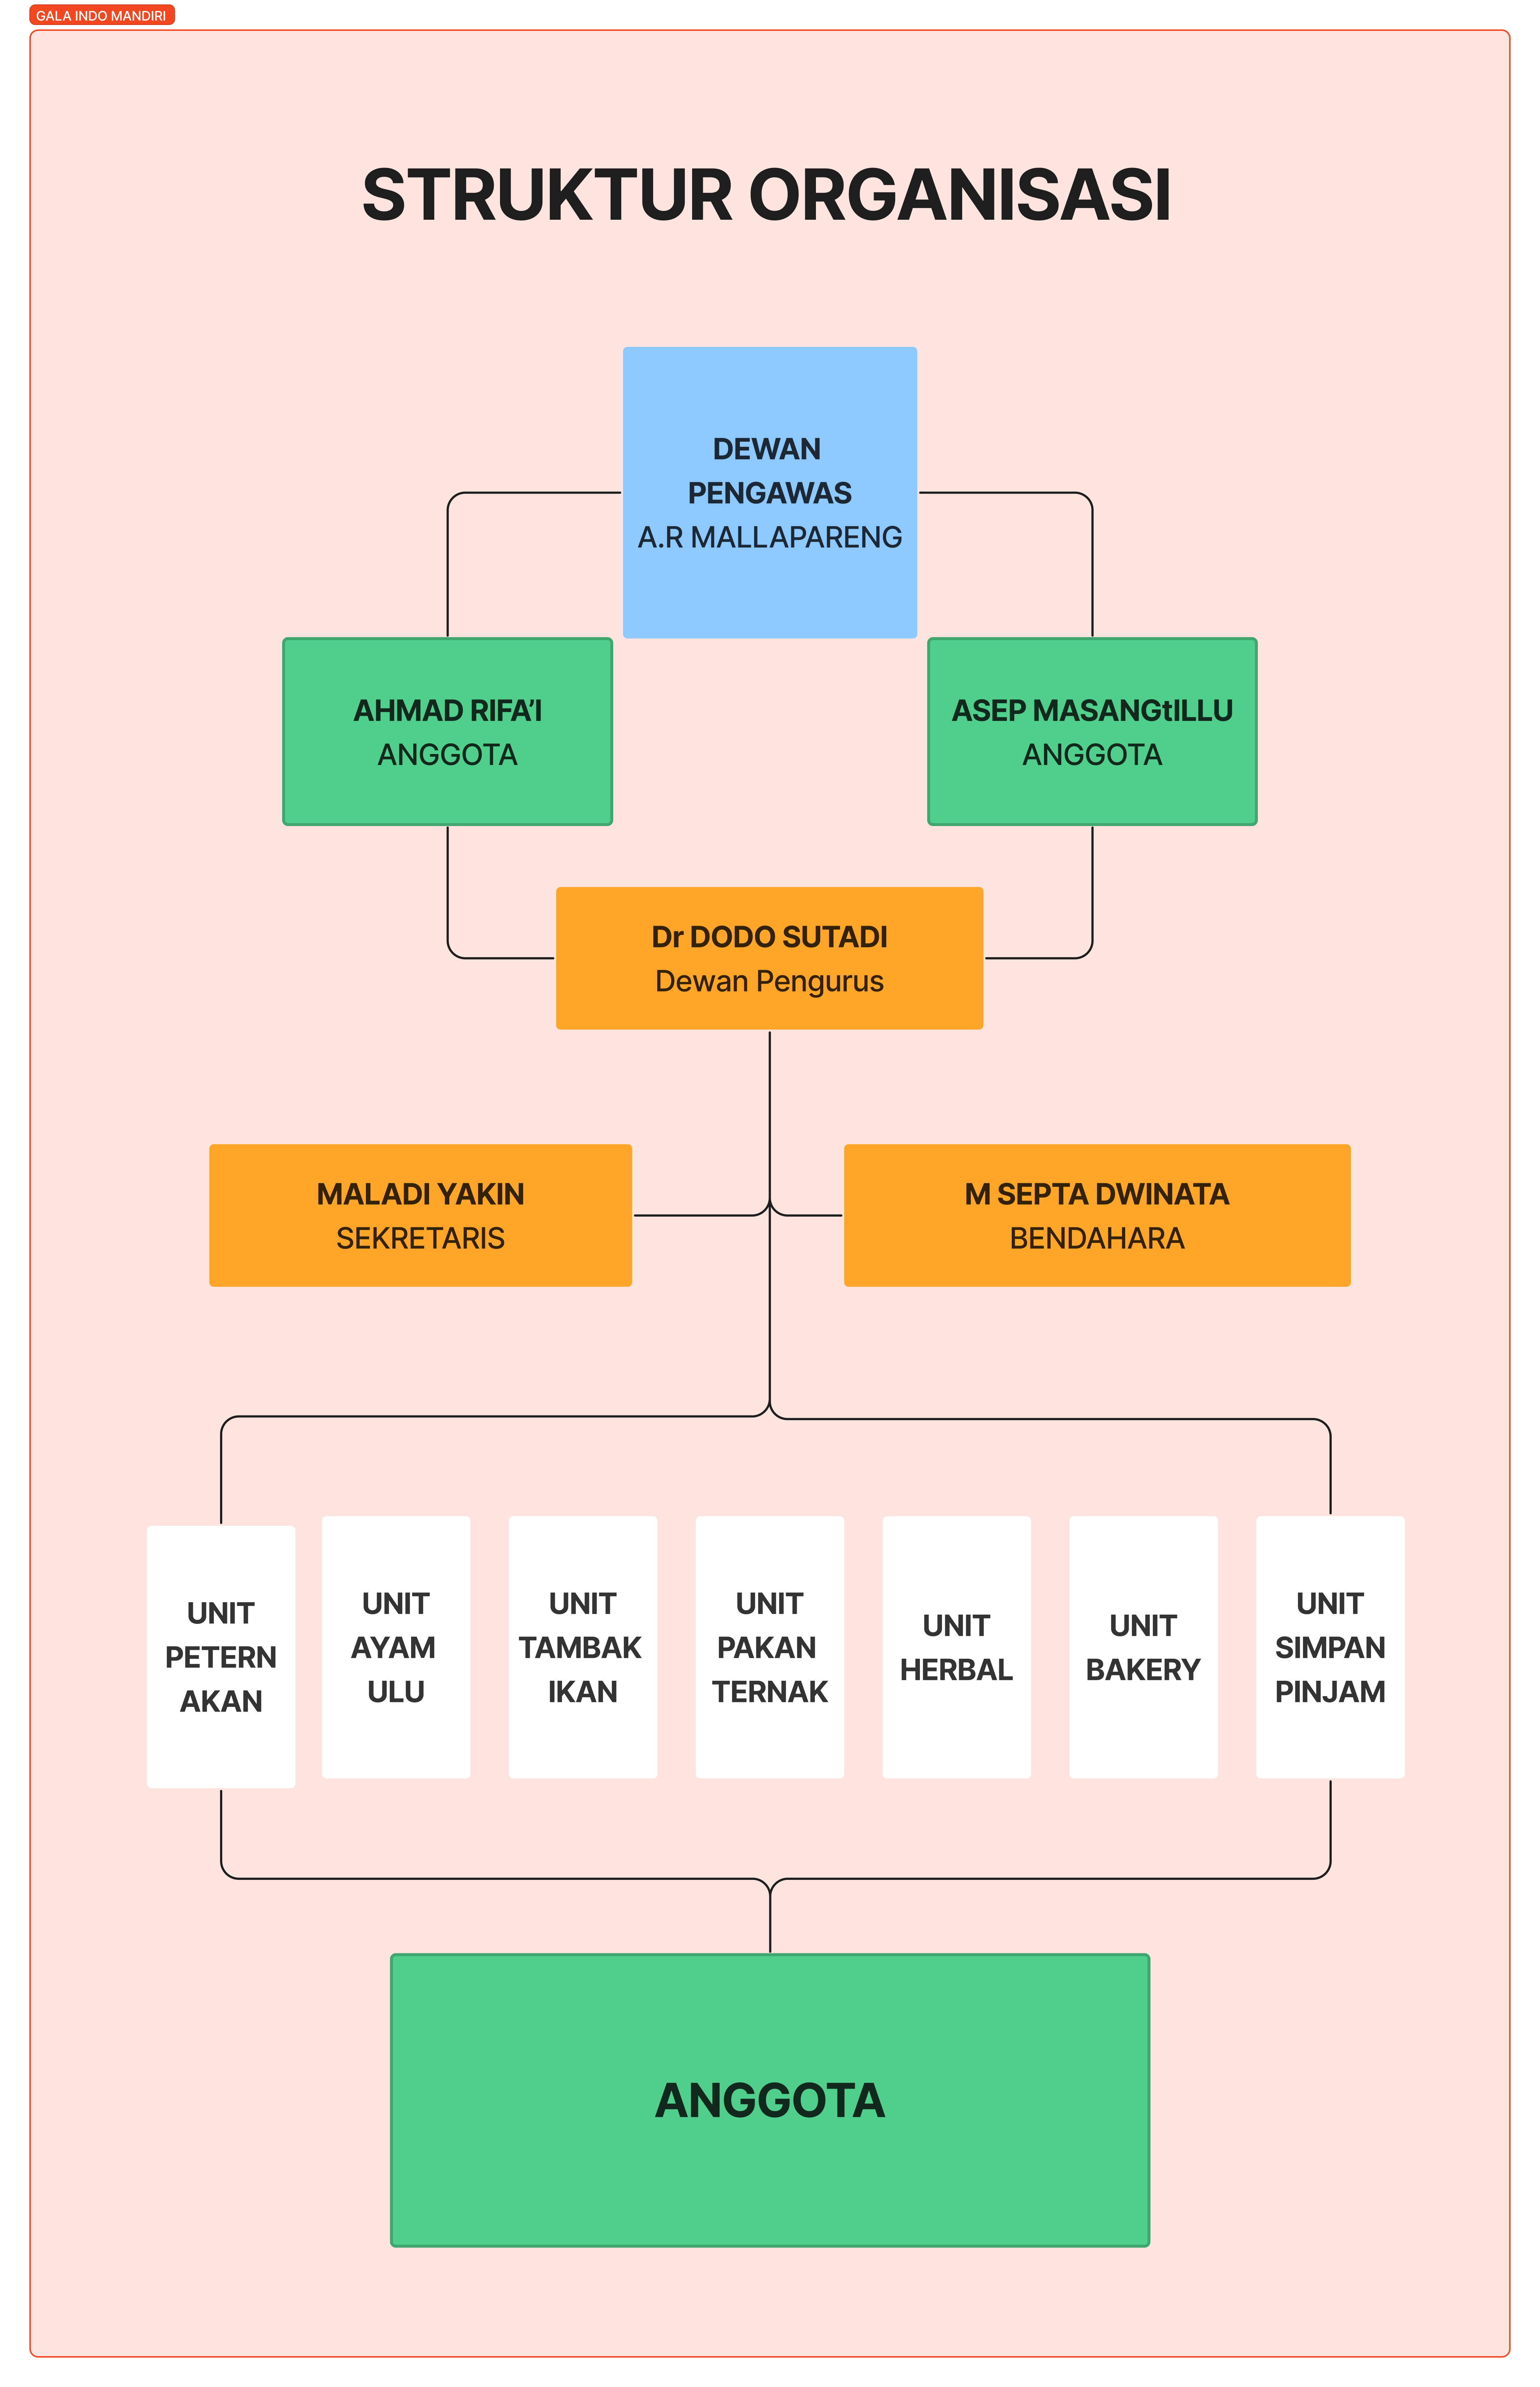 GALA INDO MANDIRI
STRUKTUR ORGANISASI
DEWAN
PENGAWAS
A.R MALLAPARENG
AHMAD RIFA’I
ANGGOTA
ASEP MASANGtILLU
ANGGOTA
Dr DODO SUTADI
Dewan Pengurus
MALADI YAKIN
SEKRETARIS
M SEPTA DWINATA
BENDAHARA
UNIT
PETERN
AKAN
UNIT
AYAM
ULU
UNIT
TAMBAK
IKAN
UNIT
PAKAN
TERNAK
UNIT
HERBAL
UNIT
BAKERY
UNIT
SIMPAN
PINJAM
ANGGOTA